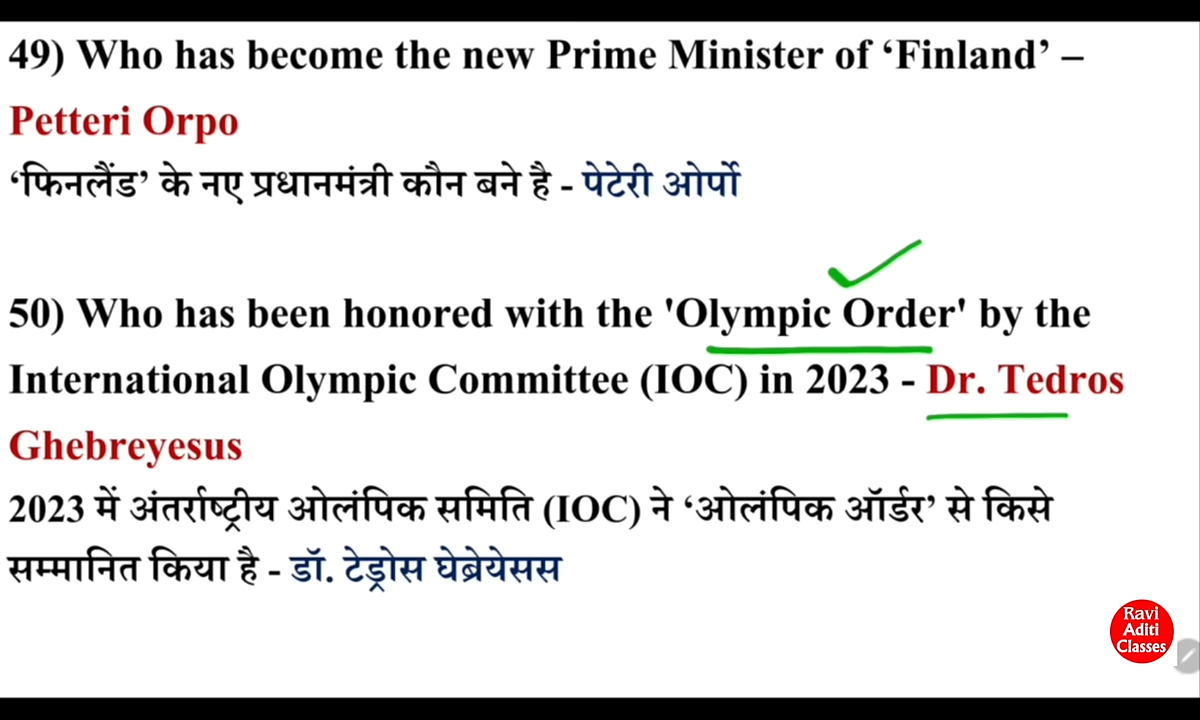 49) Who has become the new Prime Minister of ‘Finland’ –
Petteri Orpo
‘फिनलैंड’ के नए प्रधानमंत्री कौन बने है - पेटेरी ओर्पो
50) Who has been honored with the 'Olympic Order' by the
International Olympic Committee (IOC) in 2023 - Dr. Tedros
Ghebreyesus
2023 में अंतर्राष्ट्रीय ओलंपिक समिति (IOC) ने ‘ओलंपिक ऑर्डर’ से किसे
सम्मानित किया है - डॉ. टेड्रोस घेब्रेयेसस
Ravi
Aditi
Classes